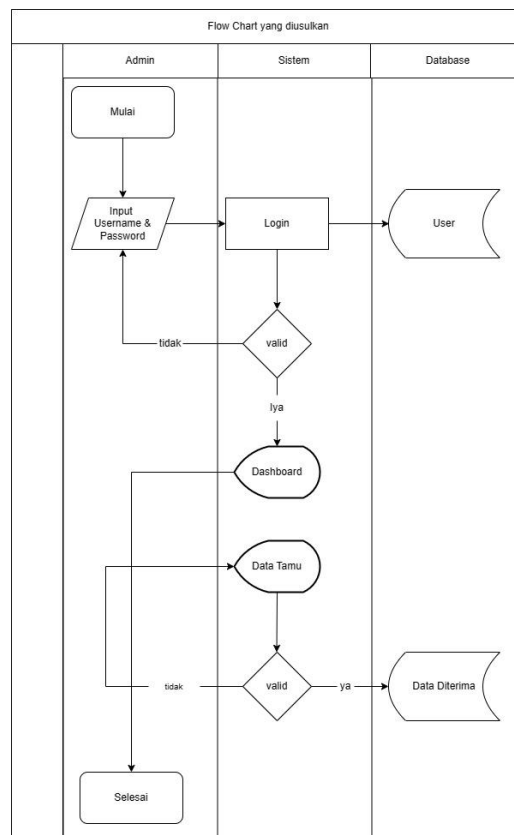 Flow Chart yang diusulkan
Admin
Sistem
Database
Mulai
Input
Username &
Password
Login
User
tidak
valid
Iya
Dashboard
Data Tamu
tidak
valid
ya
Data Diterima
Selesai